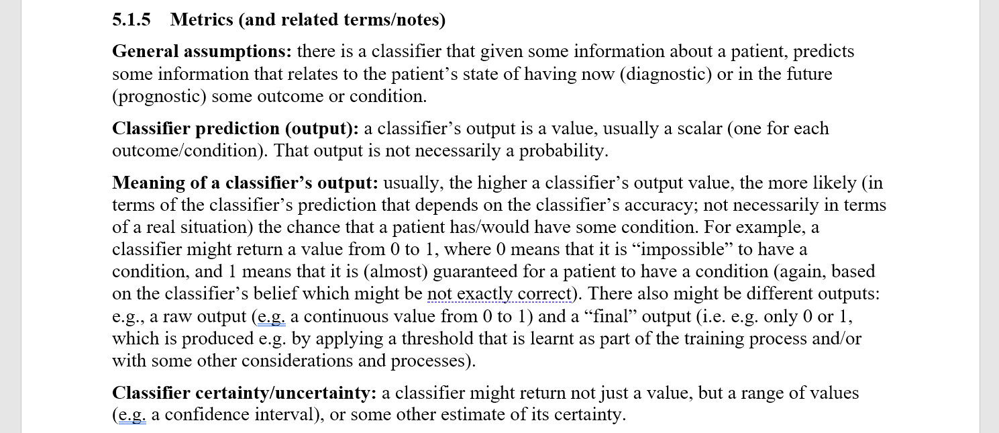 5.1.5 Metrics (and related terms/notes)
General assumptions: there is a classifier that given some information about a patient, predicts
some information that relates to the patient’s state of having now (diagnostic) or in the future
(prognostic) some outcome or condition.
Classifier prediction (output): a classifier’s output is a value, usually a scalar (one for each
outcome/condition). That output is not necessarily a probability.
Meaning of a classifier’s output: usually, the higher a classifier’s output value, the more likely (in
terms of the classifier’s prediction that depends on the classifier’s accuracy; not necessarily in terms
of a real situation) the chance that a patient has/would have some condition. For example, a
classifier might return a value from 0 to 1, where 0 means that it is “impossible” to have a
condition, and 1 means that it is (almost) guaranteed for a patient to have a condition (again, based
on the classifier’s belief which might be not exactly correct). There also might be different outputs:
e.g., a raw output (e.g. a continuous value from 0 to 1) and a “final” output (i.e. e.g. only 0 or 1,
which is produced e.g. by applying a threshold that is learnt as part of the training process and/or
with some other considerations and processes).
Classifier certainty/uncertainty: a classifier might return not just a value, but a range of values
(e.g. a confidence interval), or some other estimate of its certainty.